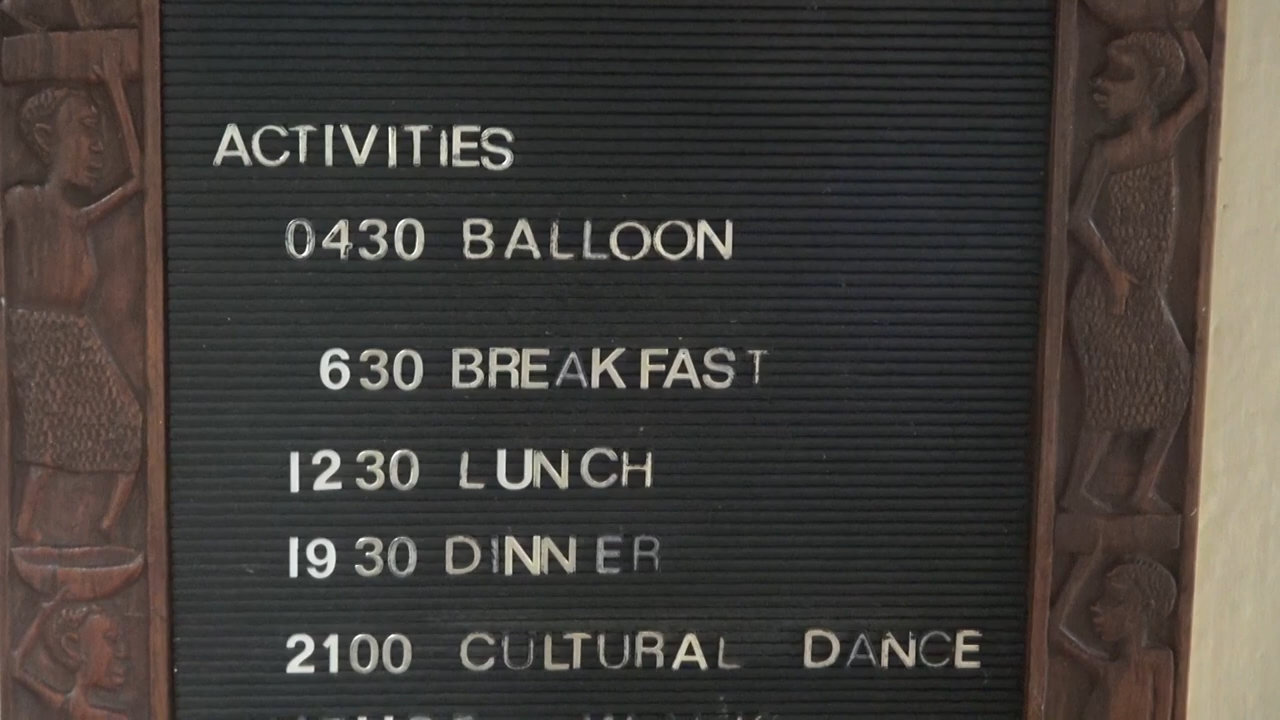 ACTIVITIES
0430 BALLOON
630 BREAKFAST
1230 LUNCH
1930 DINNER
2100 CULTURAL DANCE